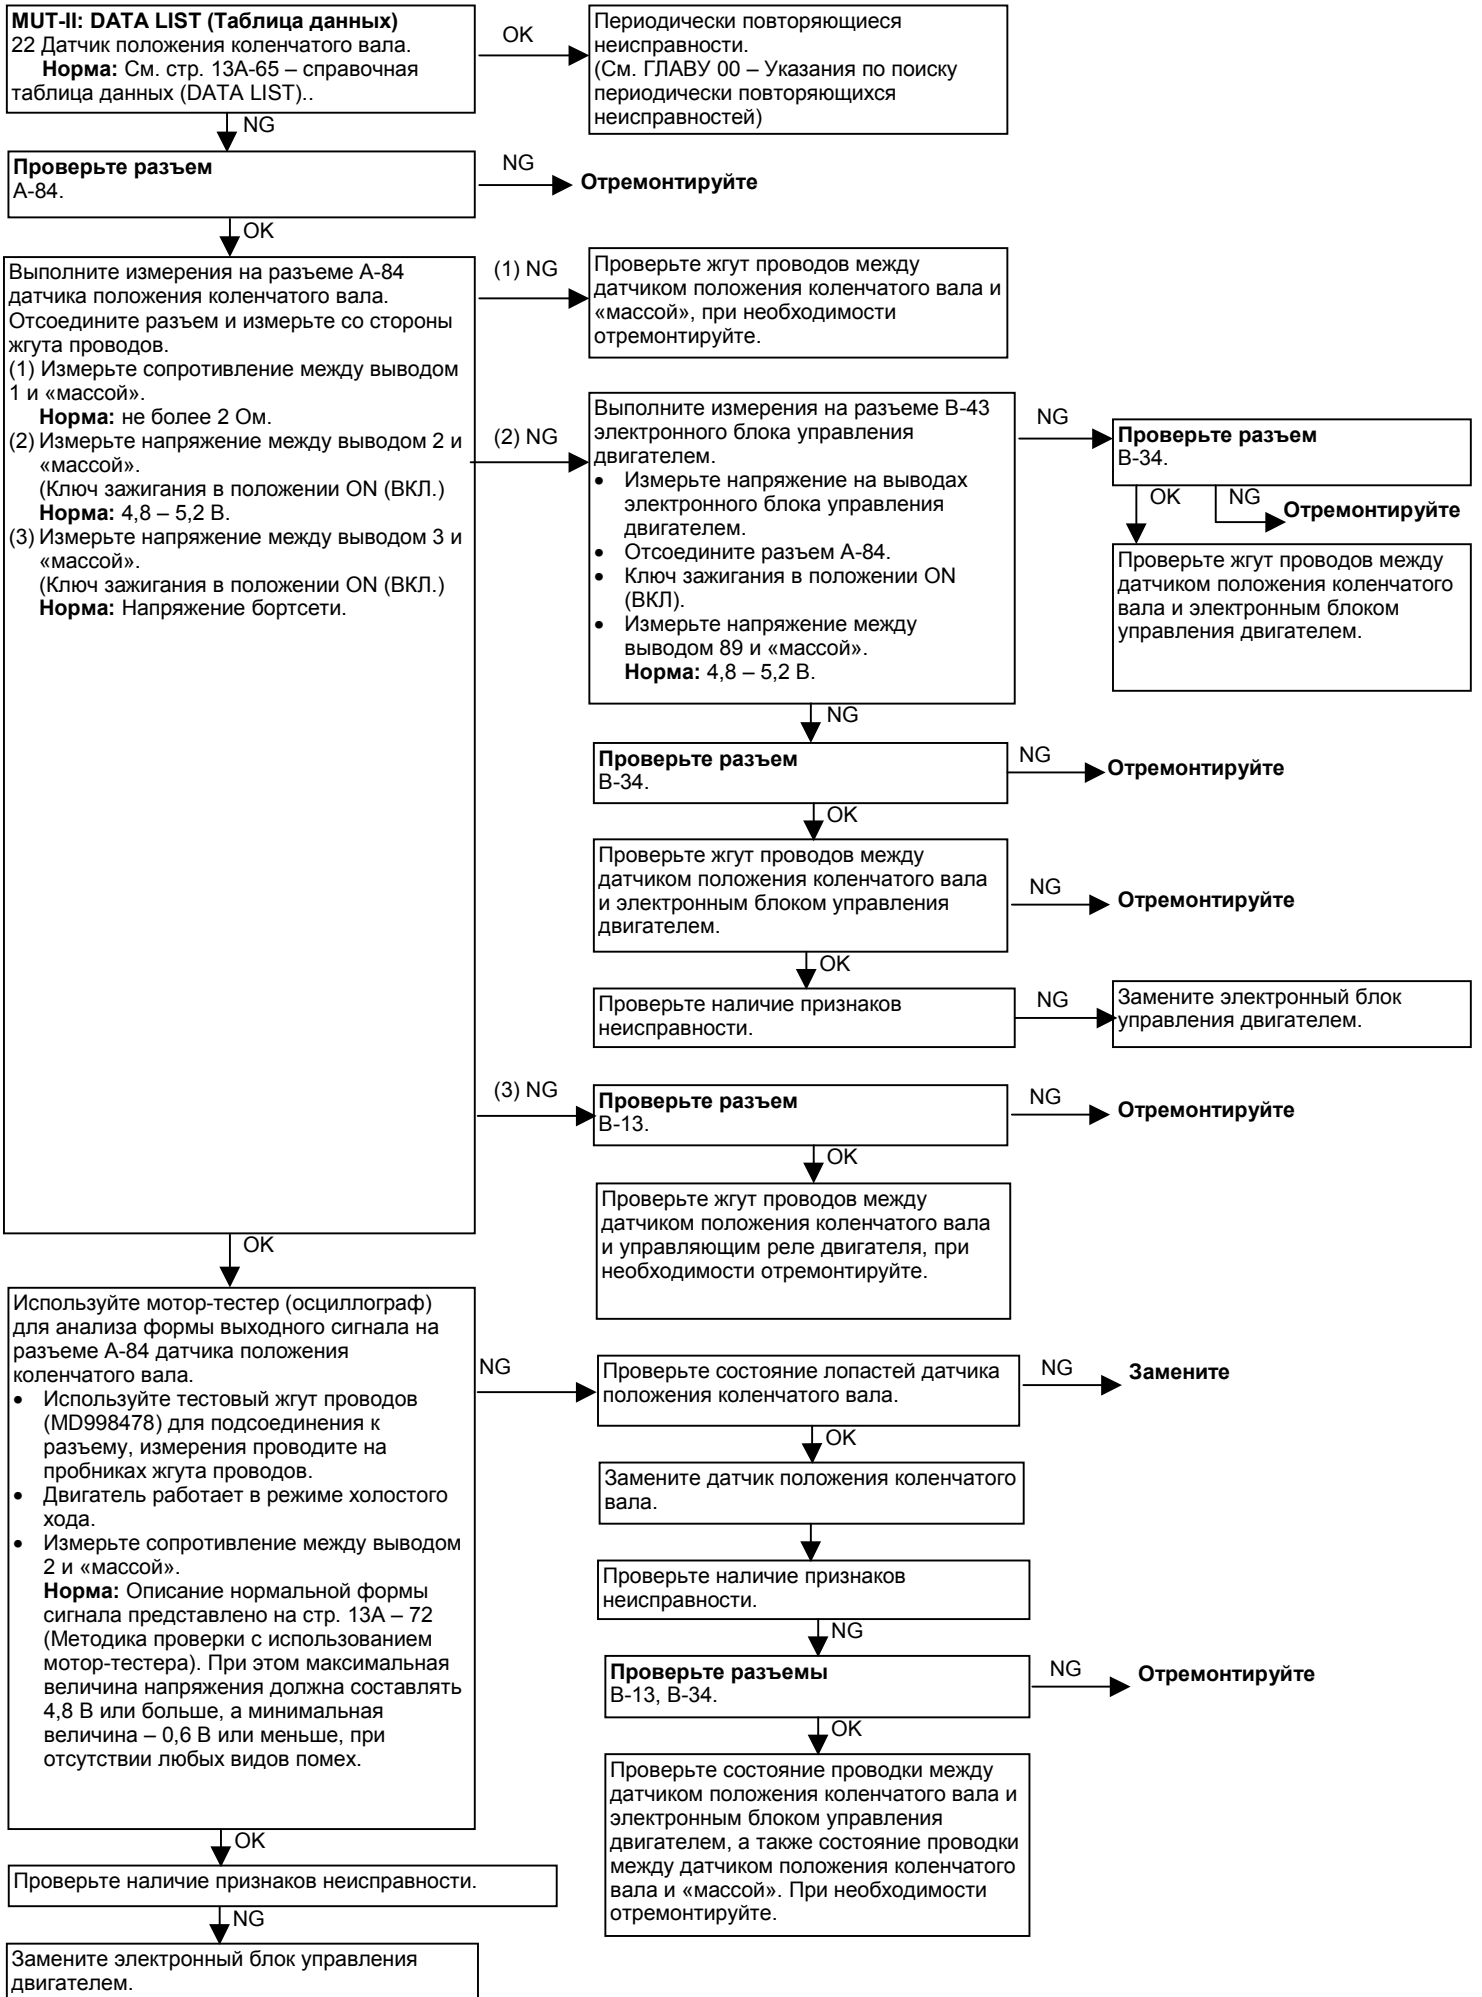 MUT-II: DATA LIST (Таблица данных)
22 Датчик положения коленчатого вала.
Норма: См. стр. 13А-65 – справочная
таблица данных (DATA LIST)..
OK
Периодически повторяющиеся
неисправности.
(См. ГЛАВУ 00 – Указания по поиску
периодически повторяющихся
неисправностей)
NG
Проверьте разъем
А-84.
NG
Отремонтируйте
OK
Выполните измерения на разъеме А-84
датчика положения коленчатого вала.
Отсоедините разъем и измерьте со стороны
жгута проводов.
(1) Измерьте сопротивление между выводом
1 и «массой».
Норма: не более 2 Ом.
(2) Измерьте напряжение между выводом 2 и
«массой».
(Ключ зажигания в положении ON (ВКЛ.)
Норма: 4,8 – 5,2 В.
(3) Измерьте напряжение между выводом 3 и
«массой».
(Ключ зажигания в положении ON (ВКЛ.)
Норма: Напряжение бортсети.
(1) NG
Проверьте жгут проводов между
датчиком положения коленчатого вала и
«массой», при необходимости
отремонтируйте.
(2) NG
Выполните измерения на разъеме В-43
электронного блока управления
двигателем.
• Измерьте напряжение на выводах
электронного блока управления
двигателем.
• Отсоедините разъем А-84.
• Ключ зажигания в положении ON
(ВКЛ).
• Измерьте напряжение между
выводом 89 и «массой».
Норма: 4,8 – 5,2 В.
NG
Проверьте разъем
В-34.
OK
NG
Отремонтируйте
Проверьте жгут проводов между
датчиком положения коленчатого
вала и электронным блоком
управления двигателем.
NG
Проверьте разъем
В-34.
NG
Отремонтируйте
OK
Проверьте жгут проводов между
датчиком положения коленчатого вала
и электронным блоком управления
двигателем.
NG
Отремонтируйте
OK
Проверьте наличие признаков
неисправности.
NG
Замените электронный блок
управления двигателем.
(3) NG
Проверьте разъем
В-13.
NG
Отремонтируйте
OK
Проверьте жгут проводов между
датчиком положения коленчатого вала
и управляющим реле двигателя, при
необходимости отремонтируйте.
OK
Используйте мотор-тестер (осциллограф)
для анализа формы выходного сигнала на
разъеме А-84 датчика положения
коленчатого вала.
• Используйте тестовый жгут проводов
(MD998478) для подсоединения к
разъему, измерения проводите на
пробниках жгута проводов.
• Двигатель работает в режиме холостого
хода.
• Измерьте сопротивление между выводом
2 и «массой».
Норма: Описание нормальной формы
сигнала представлено на стр. 13А – 72
(Методика проверки с использованием
мотор-тестера). При этом максимальная
величина напряжения должна составлять
4,8 В или больше, а минимальная
величина – 0,6 В или меньше, при
отсутствии любых видов помех.
NG
Проверьте состояние лопастей датчика
положения коленчатого вала.
NG
Замените
OK
Замените датчик положения коленчатого
вала.
Проверьте наличие признаков
неисправности.
NG
Проверьте разъемы
В-13, В-34.
NG
Отремонтируйте
OK
Проверьте состояние проводки между
датчиком положения коленчатого вала и
электронным блоком управления
двигателем, а также состояние проводки
между датчиком положения коленчатого
вала и «массой». При необходимости
отремонтируйте.
OK
Проверьте наличие признаков неисправности.
NG
Замените электронный блок управления
двигателем.